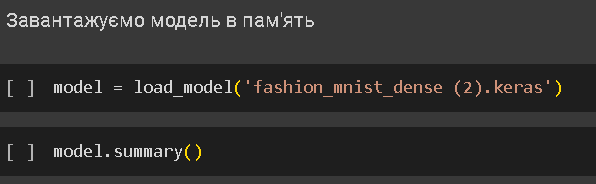 Завантажуємо модель в пам'ять
[ ] model = load_model('fashion_mnist_dense (2).keras')
[ ] model.summary()